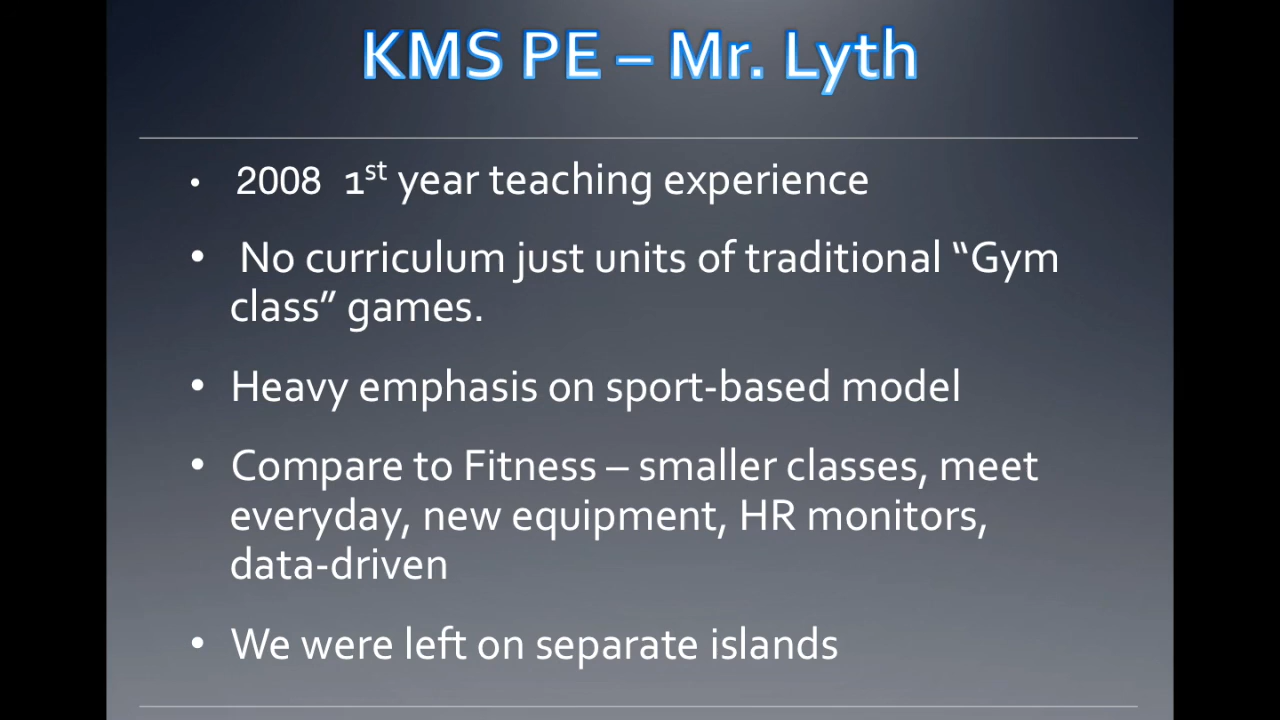 KMS PE – Mr. Lyth
• 2008 1st year teaching experience
• No curriculum just units of traditional “Gym
class” games.
• Heavy emphasis on sport-based model
• Compare to Fitness – smaller classes, meet
everyday, new equipment, HR monitors,
data-driven
• We were left on separate islands